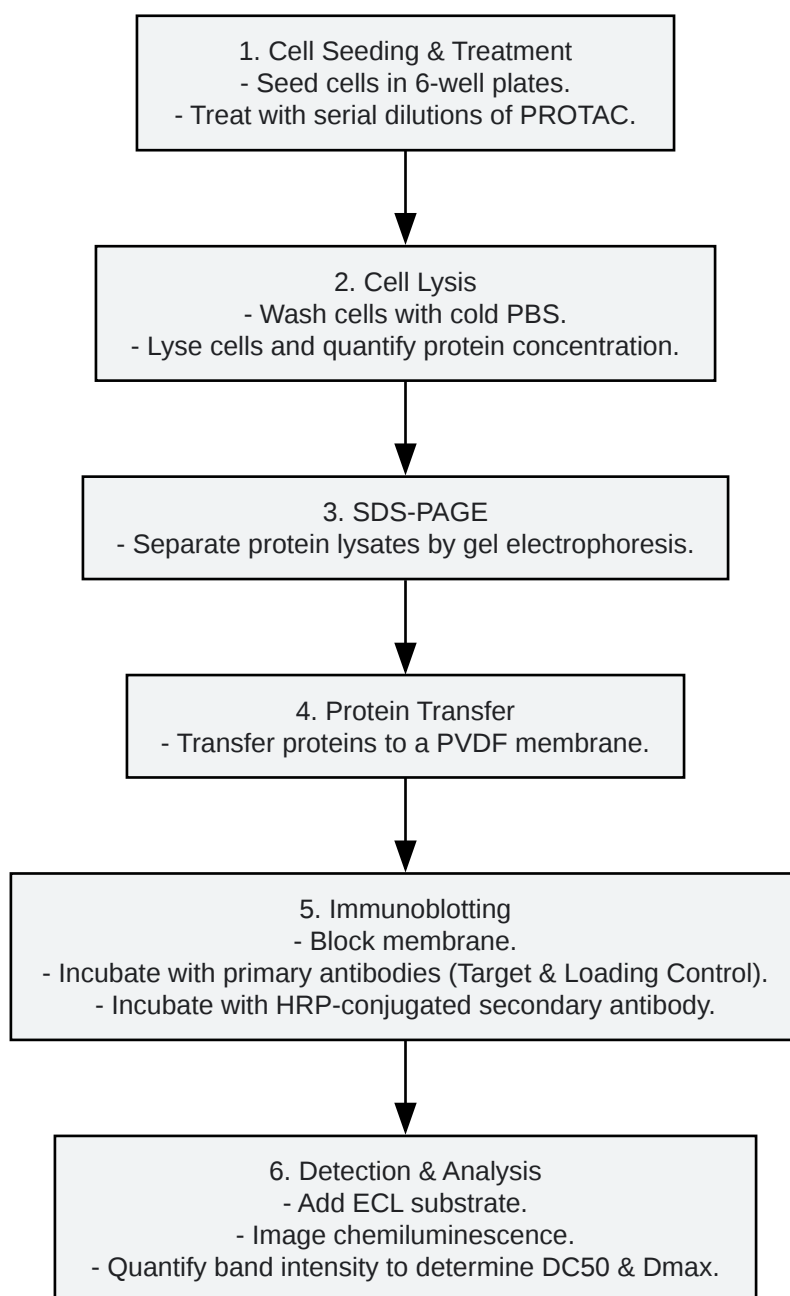 1. Cell Seeding & Treatment
- Seed cells in 6-well plates.
- Treat with serial dilutions of PROTAC.
2. Cell Lysis
- Wash cells with cold PBS.
- Lyse cells and quantify protein concentration.
3. SDS-PAGE
- Separate protein lysates by gel electrophoresis.
4. Protein Transfer
- Transfer proteins to a PVDF membrane.
5. Immunoblotting
- Block membrane.
- Incubate with primary antibodies (Target & Loading Control).
- Incubate with HRP-conjugated secondary antibody.
6. Detection & Analysis
- Add ECL substrate.
- Image chemiluminescence.
- Quantify band intensity to determine DC50 & Dmax.